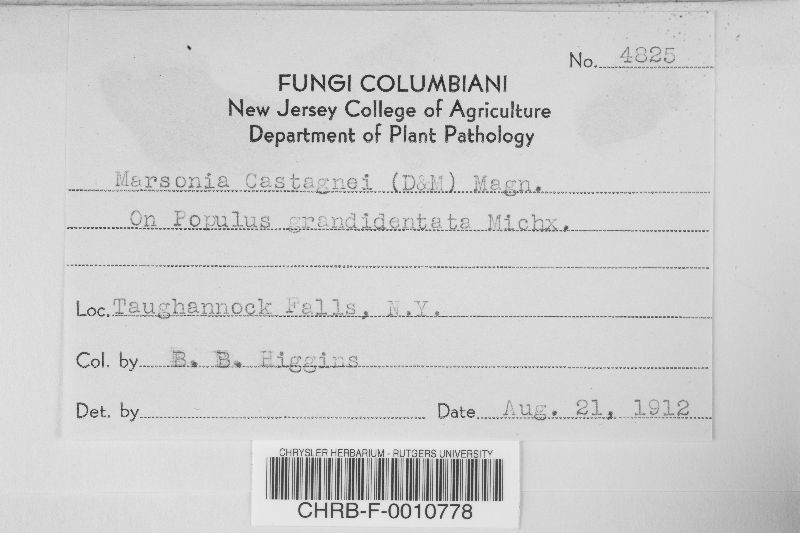 No. 4825
FUNGI COLUMBIANI
New Jersey College of Agriculture
Department of Plant Pathology
Marsonia Castagnei (D&M) Magn.
On Populus grandidentata Michx.
Loc. Taughannock Falls, N.Y.
Col. by B. B. Higgins
Det. by
Date Aug. 21, 1912
CHRYSLER HERBARIUM - RUTGERS UNIVERSITY
CHRB-F-0010778